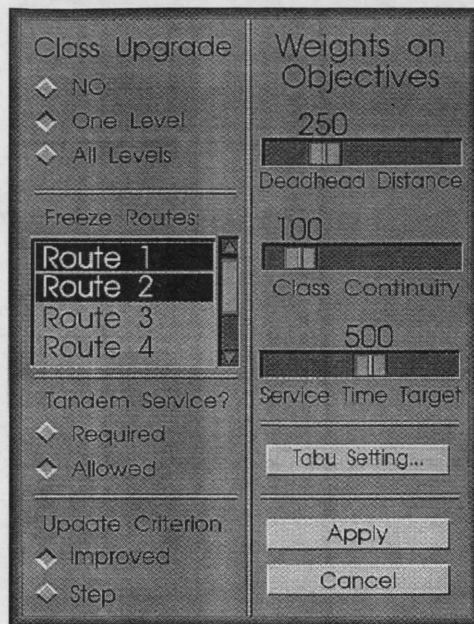 Class Upgrade
NO
One Level
All Levels
Freeze Routes:
Route 1
Route 2
Route 3
Route 4
Tandem Service?
Required
Allowed
Update Criterion
Improved
Step
Weights on
Objectives
250
Deadhead Distance
100
Class Continuity
500
Service Time Target
Tabu Setting...
Apply
Cancel